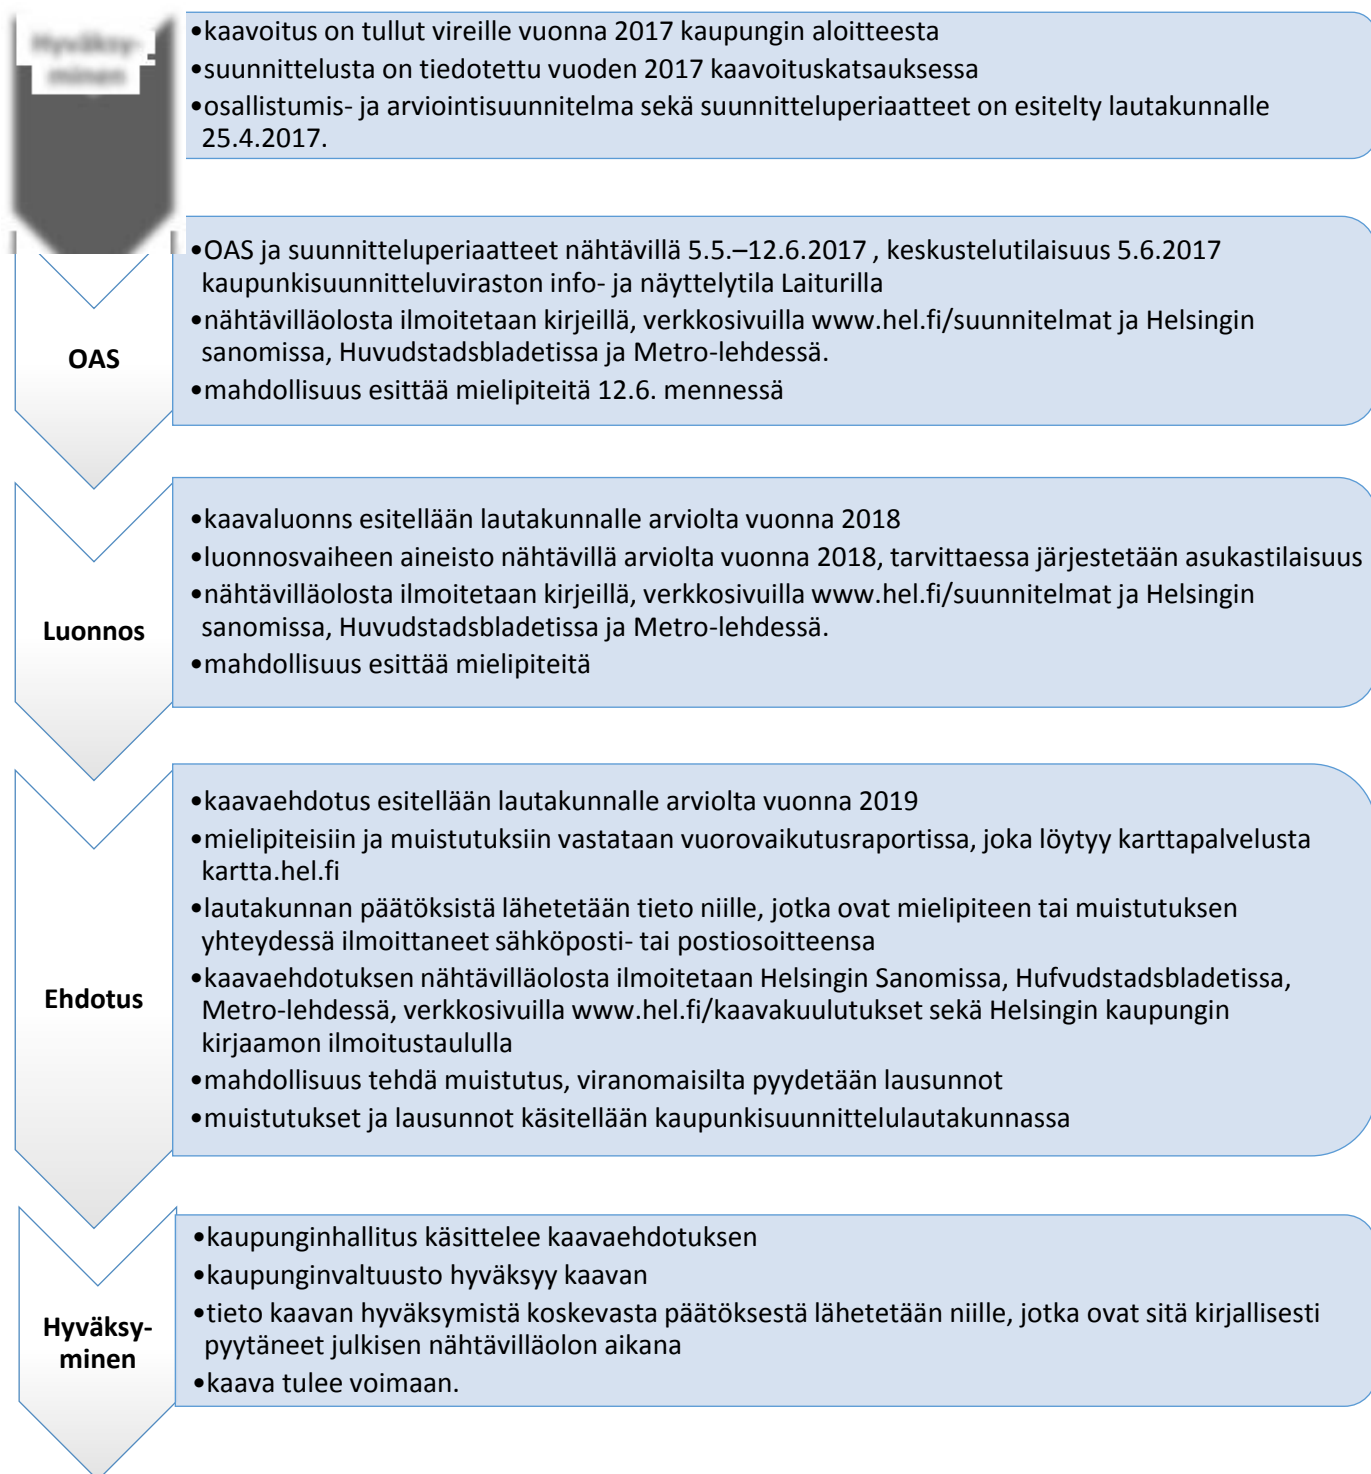 Hyväksy-
minen
•kaavoitus on tullut vireille vuonna 2017 kaupungin aloitteesta
•suunnittelusta on tiedotettu vuoden 2017 kaavoituskatsauksessa
•osallistumis- ja arviointisuunnitelma sekä suunnitteluperiaatteet on esitelty lautakunnalle
25.4.2017.
OAS
•OAS ja suunnitteluperiaatteet nähtävillä 5.5.–12.6.2017 , keskustelutilaisuus 5.6.2017
kaupunkisuunnitteluviraston info- ja näyttelytila Laiturilla
•nähtävilläolosta ilmoitetaan kirjeillä, verkkosivuilla www.hel.fi/suunnitelmat ja Helsingin
sanomissa, Huvudstadsbladetissa ja Metro-lehdessä.
•mahdollisuus esittää mielipiteitä 12.6. mennessä
Luonnos
•kaavaluonns esitellään lautakunnalle arviolta vuonna 2018
•luonnosvaiheen aineisto nähtävillä arviolta vuonna 2018, tarvittaessa järjestetään asukastilaisuus
•nähtävilläolosta ilmoitetaan kirjeillä, verkkosivuilla www.hel.fi/suunnitelmat ja Helsingin
sanomissa, Huvudstadsbladetissa ja Metro-lehdessä.
•mahdollisuus esittää mielipiteitä
Ehdotus
•kaavaehdotus esitellään lautakunnalle arviolta vuonna 2019
•mielipiteisiin ja muistutuksiin vastataan vuorovaikutusraportissa, joka löytyy karttapalvelusta
kartta.hel.fi
•lautakunnan päätöksistä lähetetään tieto niille, jotka ovat mielipiteen tai muistutuksen
yhteydessä ilmoittaneet sähköposti- tai postiosoitteensa
•kaavaehdotuksen nähtävilläolosta ilmoitetaan Helsingin Sanomissa, Hufvudstadsbladetissa,
Metro-lehdessä, verkkosivuilla www.hel.fi/kaavakuulutukset sekä Helsingin kaupungin
kirjaamon ilmoitustaululla
•mahdollisuus tehdä muistutus, viranomaisilta pyydetään lausunnot
•muistutukset ja lausunnot käsitellään kaupunkisuunnittelulautakunnassa
Hyväksy-
minen
•kaupunginhallitus käsittelee kaavaehdotuksen
•kaupunginvaltuusto hyväksyy kaavan
•tieto kaavan hyväksymistä koskevasta päätöksestä lähetetään niille, jotka ovat sitä kirjallisesti
pyytäneet julkisen nähtävilläolon aikana
•kaava tulee voimaan.